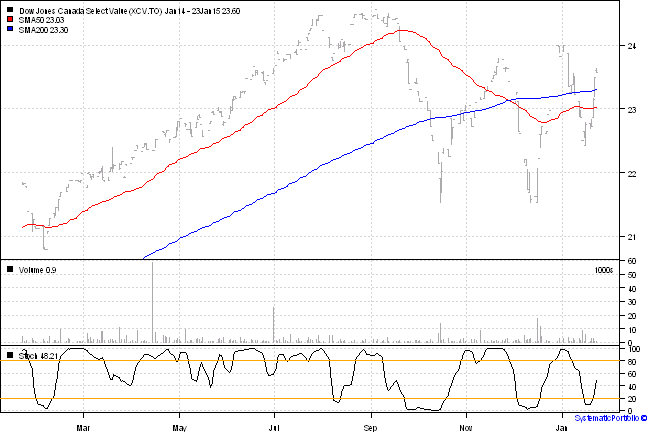 Dow Jones Canada Select Value (XCV.TO) Jan 14 - 23Jan15 23.60
SMA50 23.03
SMA200 23.30
24
23
22
21
Volume 0.9
1000s
60
50
40
30
20
10
0
Stoch 48.21
100
80
60
40
20
0
Mar May Jul Sep Nov Jan
SystematicPortfolio ©